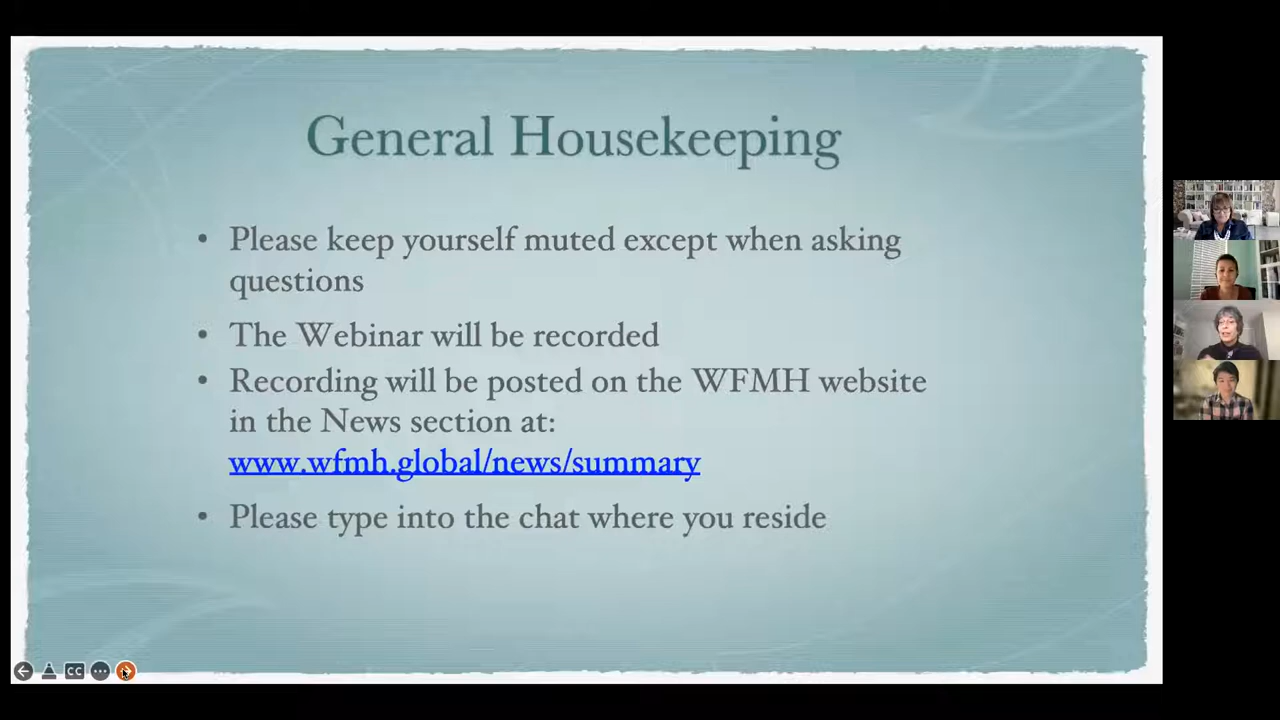 General Housekeeping
• Please keep yourself muted except when asking
questions
• The Webinar will be recorded
• Recording will be posted on the WFMH website
in the News section at:
www.wfmh.global/news/summary
• Please type into the chat where you reside
CC